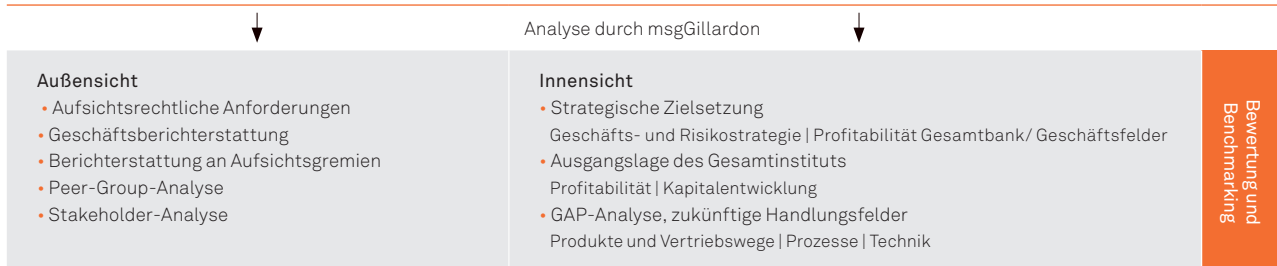 Analyse durch msgGillardon
Außensicht
• Aufsichtsrechtliche Anforderungen
• Geschäftsberichterstattung
• Berichterstattung an Aufsichtsgremien
• Peer-Group-Analyse
• Stakeholder-Analyse
Innensicht
• Strategische Zielsetzung
Geschäfts- und Risikostrategie | Profitabilität Gesamtbank/ Geschäftsfelder
• Ausgangslage des Gesamtinstituts
Profitabilität | Kapitalentwicklung
• GAP-Analyse, zukünftige Handlungsfelder
Produkte und Vertriebswege | Prozesse | Technik
Bewertung und
Benchmarking